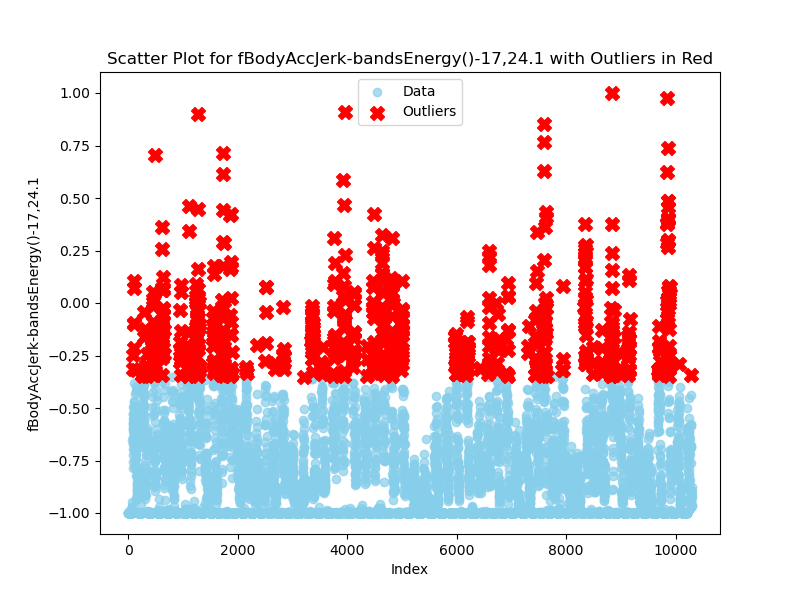 Scatter Plot for fBodyAccJerk-bandsEnergy()-17,24.1 with Outliers in Red
Data
Outliers
fBodyAccJerk-bandsEnergy()-17,24.1
1.00
0.75
0.50
0.25
0.00
−0.25
−0.50
−0.75
−1.00
0 2000 4000 6000 8000 10000
Index